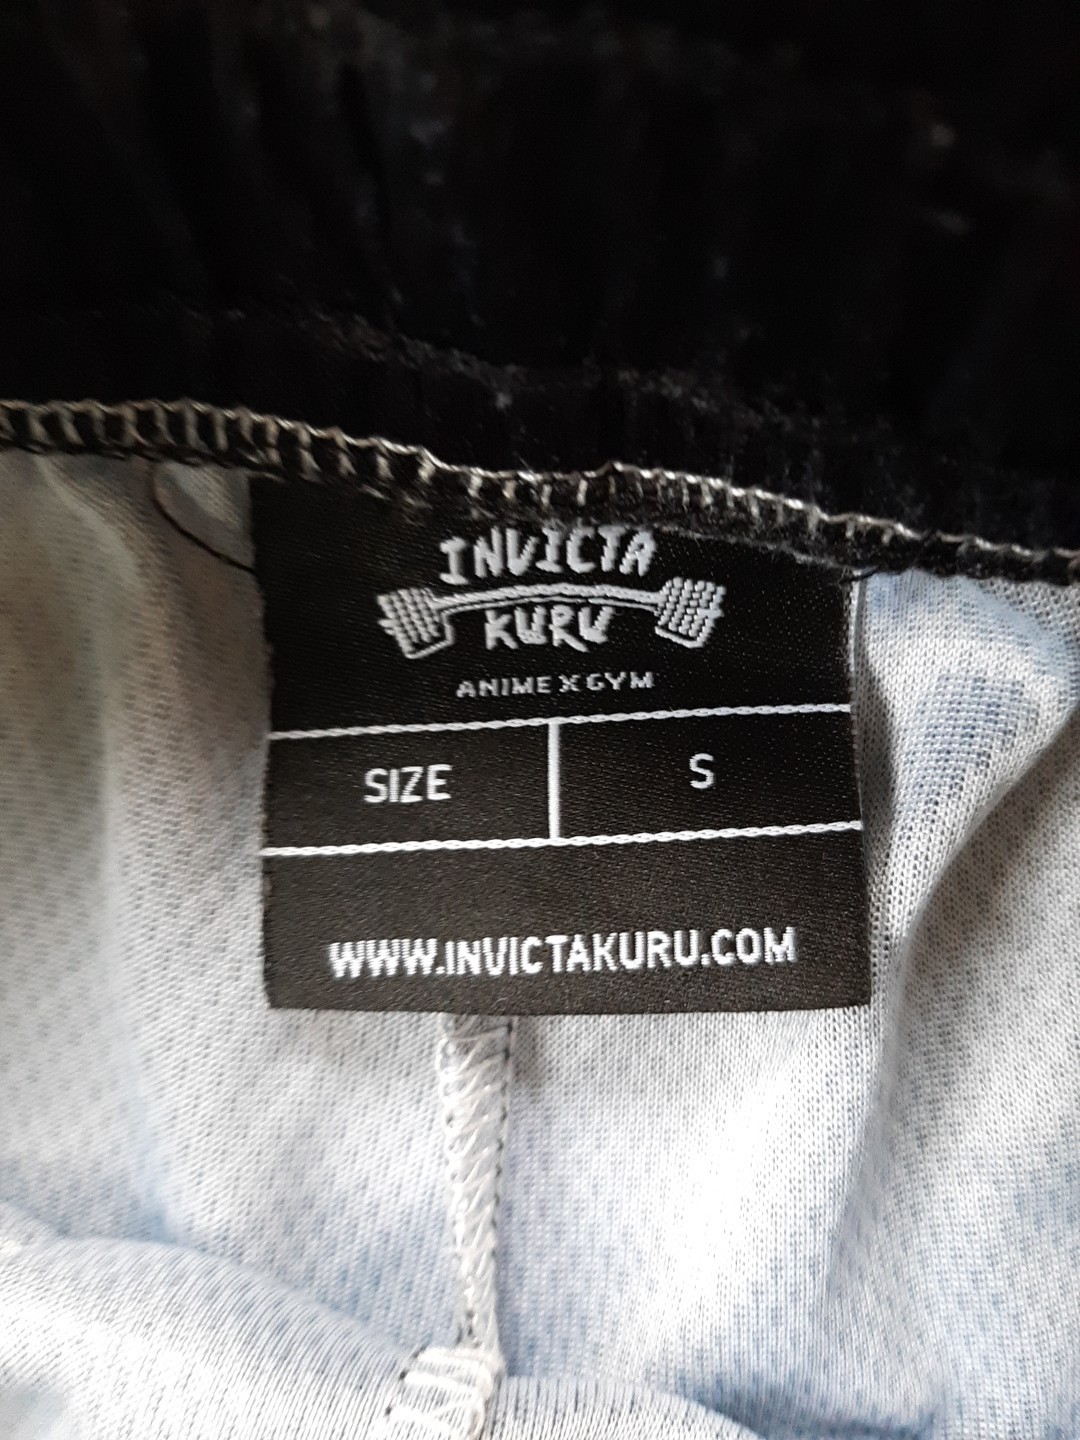 INVICTA
KURU
ANIME X GYM
SIZE S
WWW.INVICTAKURU.COM